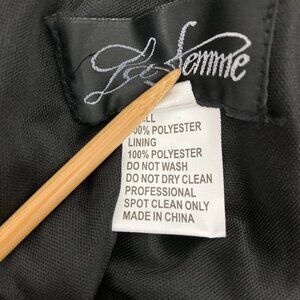 La Femme
100% POLYESTER
LINING
100% POLYESTER
DO NOT WASH
DO NOT DRY CLEAN
PROFESSIONAL
SPOT CLEAN ONLY
MADE IN CHINA